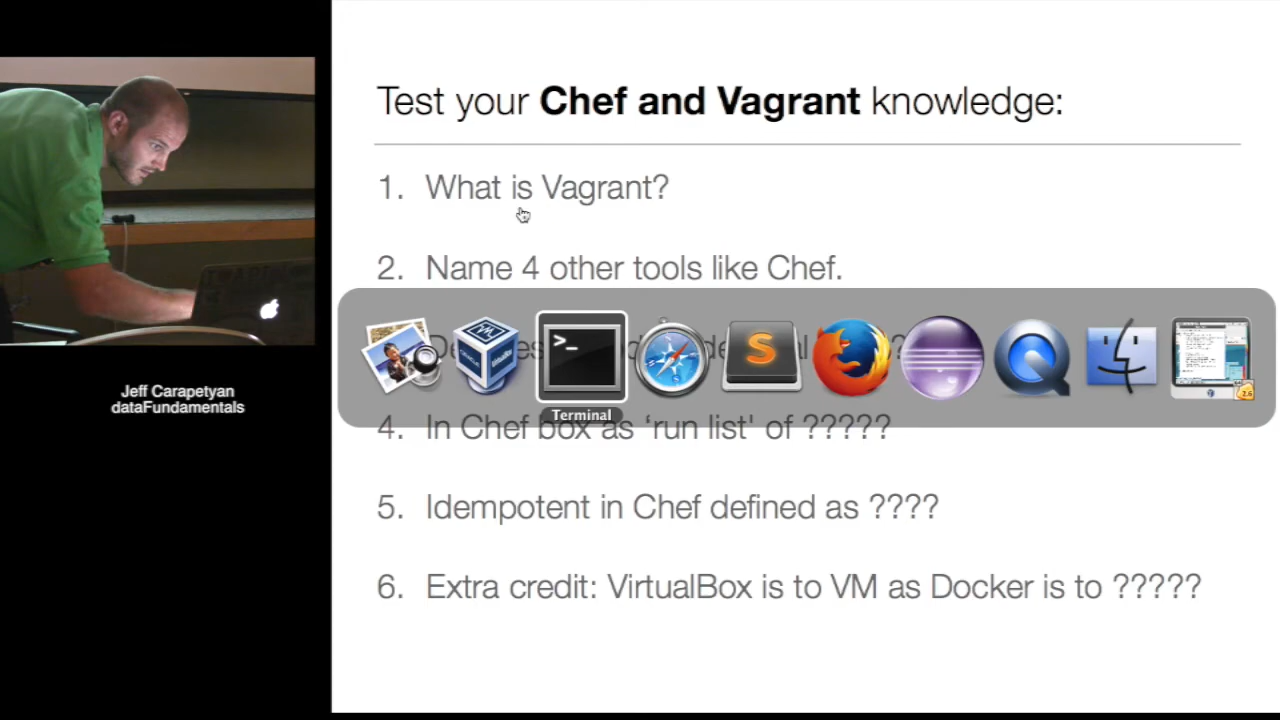 Test your Chef and Vagrant knowledge:
1. What is Vagrant?
2. Name 4 other tools like Chef.
4. In Chef box as ‘run list' of ?????
Terminal
5. Idempotent in Chef defined as ????
6. Extra credit: VirtualBox is to VM as Docker is to ?????
Jeff Carapetyan
dataFundamentals